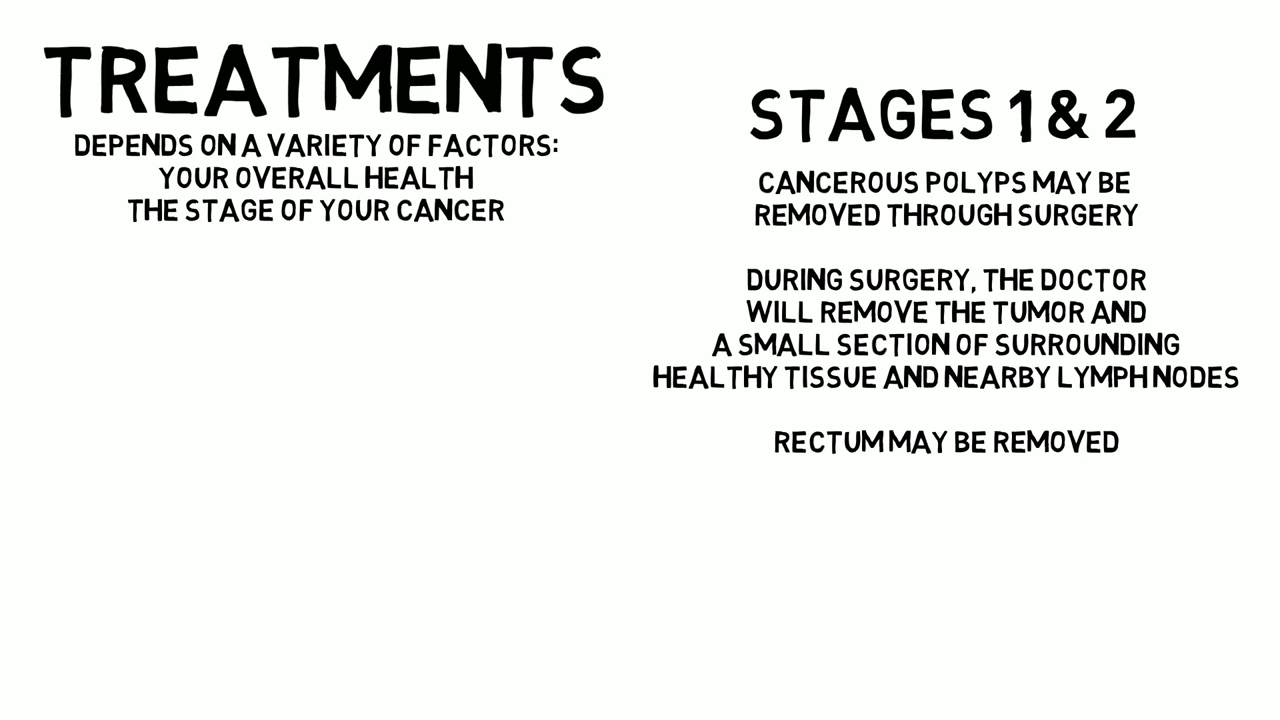 TREATMENTS
DEPENDS ON A VARIETY OF FACTORS:
YOUR OVERALL HEALTH
THE STAGE OF YOUR CANCER
STAGES 1 & 2
CANCEROUS POLYPS MAY BE
REMOVED THROUGH SURGERY
DURING SURGERY, THE DOCTOR
WILL REMOVE THE TUMOR AND
A SMALL SECTION OF SURROUNDING
HEALTHY TISSUE AND NEARBY LYMPH NODES
RECTUM MAY BE REMOVED